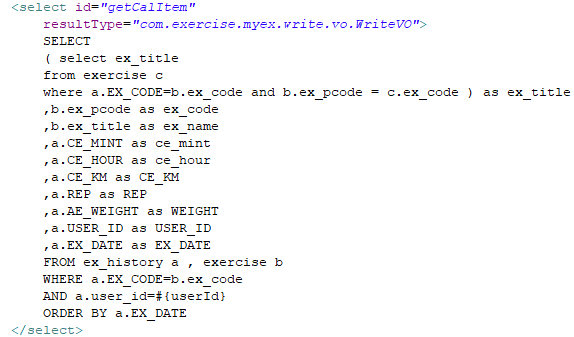 <select id="getCalItem"
resultType="com.exercise.myex.write.vo.WriteVO">
SELECT
( select ex_title
from exercise c
where a.EX_CODE=b.ex_code and b.ex_pcode = c.ex_code ) as ex_title
,b.ex_pcode as ex_code
,b.ex_title as ex_name
,a.CE_MINT as ce_mint
,a.CE_HOUR as ce_hour
,a.CE_KM as CE_KM
,a.REP as REP
,a.AE_WEIGHT as WEIGHT
,a.USER_ID as USER_ID
,a.EX_DATE as EX_DATE
FROM ex_history a , exercise b
WHERE a.EX_CODE=b.ex_code
AND a.user_id=#{userId}
ORDER BY a.EX_DATE
</select>